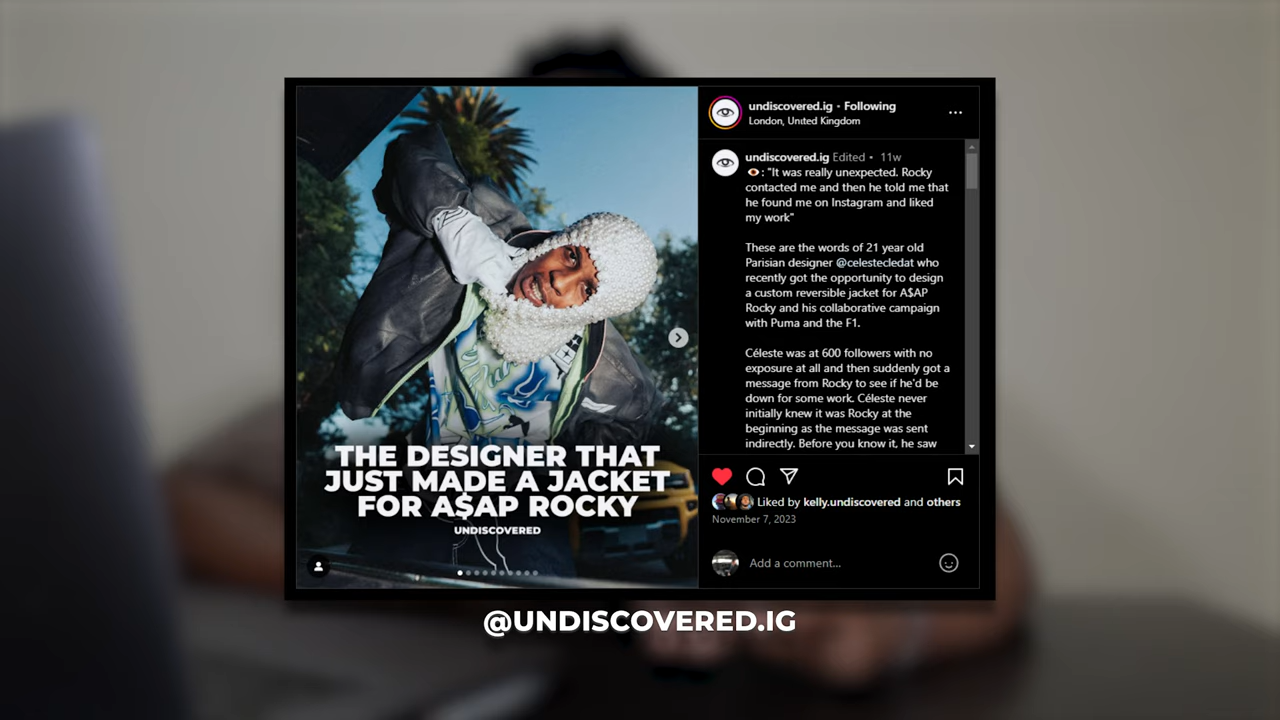 undiscovered.ig • Following
London, United Kingdom
undiscovered.ig Edited • 11w
👁️: "It was really unexpected. Rocky
contacted me and then he told me that
he found me on Instagram and liked
my work"
These are the words of 21 year old
Parisian designer @celestecledat who
recently got the opportunity to design
a custom reversible jacket for A$AP
Rocky and his collaborative campaign
with Puma and the F1.
Céleste was at 600 followers with no
exposure at all and then suddenly got a
message from Rocky to see if he'd be
down for some work. Céleste never
initially knew it was Rocky at the
beginning as the message was sent
indirectly. Before you know it, he saw
THE DESIGNER THAT
JUST MADE A JACKET
FOR A$AP ROCKY
UNDISCOVERED
Liked by kelly.undiscovered and others
November 7, 2023
Add a comment...
@UNDISCOVERED.IG